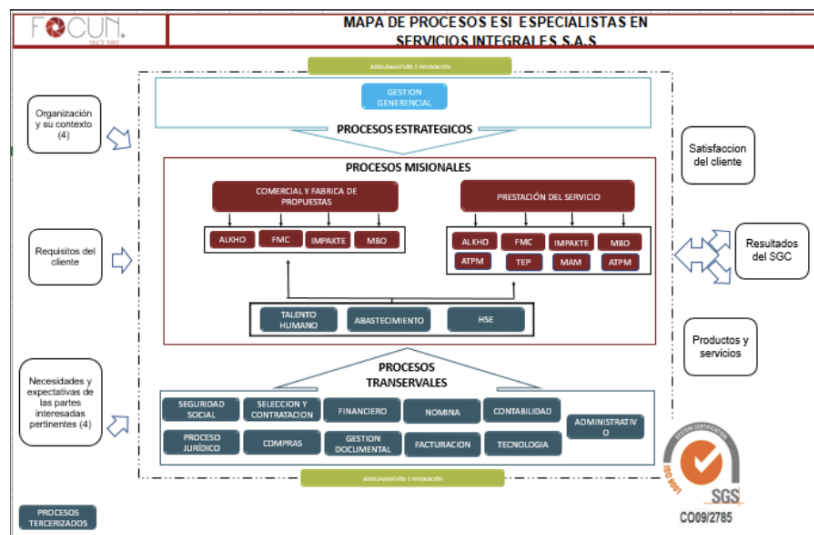 FOCUN.
SINCE 1989
MAPA DE PROCESOS ESI ESPECIALISTAS EN
SERVICIOS INTEGRALES S.A.S
GESTION
GENERENCIAL
PROCESOS ESTRATEGICOS
Organización
y su contexto
(4)
Requisitos del
cliente
Necesidades y
expectativas de
las partes
interesadas
pertinentes (4)
PROCESOS MISIONALES
COMERCIAL Y FABRICA DE
PROPUESTAS
ALKHO
FMC
IMPAKTE
MBO
PRESTACIÓN DEL SERVICIO
ALKHO
FMC
IMPAKTE
MBO
ATPM
TEP
MAM
ATPM
TALENTO
HUMANO
ABASTECIMIENTO
HSE
PROCESOS
TRANSERVALES
SEGURIDAD
SOCIAL
SELECCION Y
CONTRATACION
FINANCIERO
NOMINA
CONTABILIDAD
ADMINISTRATIV
O
PROCESO
JURÍDICO
COMPRAS
GESTION
DOCUMENTAL
FACTURACION
TECNOLOGIA
Satisfaccion
del cliente
Resultados
del SGC
Productos y
servicios
PROCESOS
TERCERIZADOS
SYSTEM CERTIFICATION
ISO 9001
SGS
CO09/2785